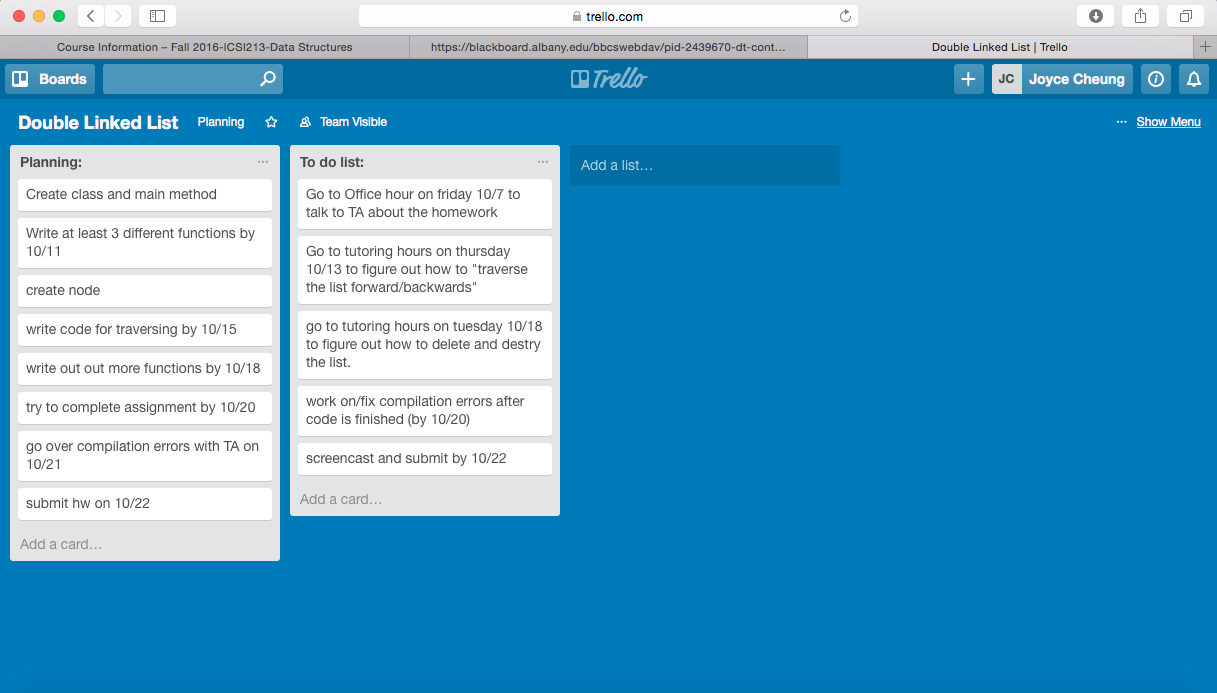 trello.com
Course Information – Fall 2016-ICSI213-Data Structures
https://blackboard.albany.edu/bbcswebdav/pid-2439670-dt-cont...
Double Linked List | Trello
Boards
Trello
JC Joyce Cheung
Double Linked List Planning Team Visible
... Show Menu
Planning:
Create class and main method
Write at least 3 different functions by
10/11
create node
write code for traversing by 10/15
write out out more functions by 10/18
try to complete assignment by 10/20
go over compilation errors with TA on
10/21
submit hw on 10/22
Add a card…
To do list:
Go to Office hour on friday 10/7 to
talk to TA about the homework
Go to tutoring hours on thursday
10/13 to figure out how to "traverse
the list forward/backwards"
go to tutoring hours on tuesday 10/18
to figure out how to delete and destry
the list.
work on/fix compilation errors after
code is finished (by 10/20)
screencast and submit by 10/22
Add a card…
Add a list…